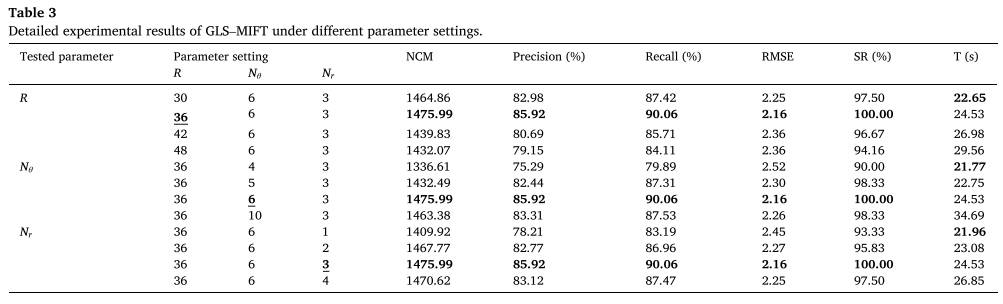 Table 3
Detailed experimental results of GLS–MIFT under different parameter settings.
Tested parameter Parameter setting NCM Precision (%) Recall (%) RMSE SR (%) T (s)
R Nθ Nr
R 30 6 3 1464.86 82.98 87.42 2.25 97.50 22.65
36 6 3 1475.99 85.92 90.06 2.16 100.00 24.53
42 6 3 1439.83 80.69 85.71 2.36 96.67 26.98
48 6 3 1432.07 79.15 84.11 2.36 94.16 29.56
Nθ 36 4 3 1336.61 75.29 79.89 2.52 90.00 21.77
36 5 3 1432.49 82.44 87.31 2.30 98.33 22.75
36 6 3 1475.99 85.92 90.06 2.16 100.00 24.53
36 10 3 1463.38 83.31 87.53 2.26 98.33 34.69
Nr 36 6 1 1409.92 78.21 83.19 2.45 93.33 21.96
36 6 2 1467.77 82.77 86.96 2.27 95.83 23.08
36 6 3 1475.99 85.92 90.06 2.16 100.00 24.53
36 6 4 1470.62 83.12 87.47 2.25 97.50 26.85